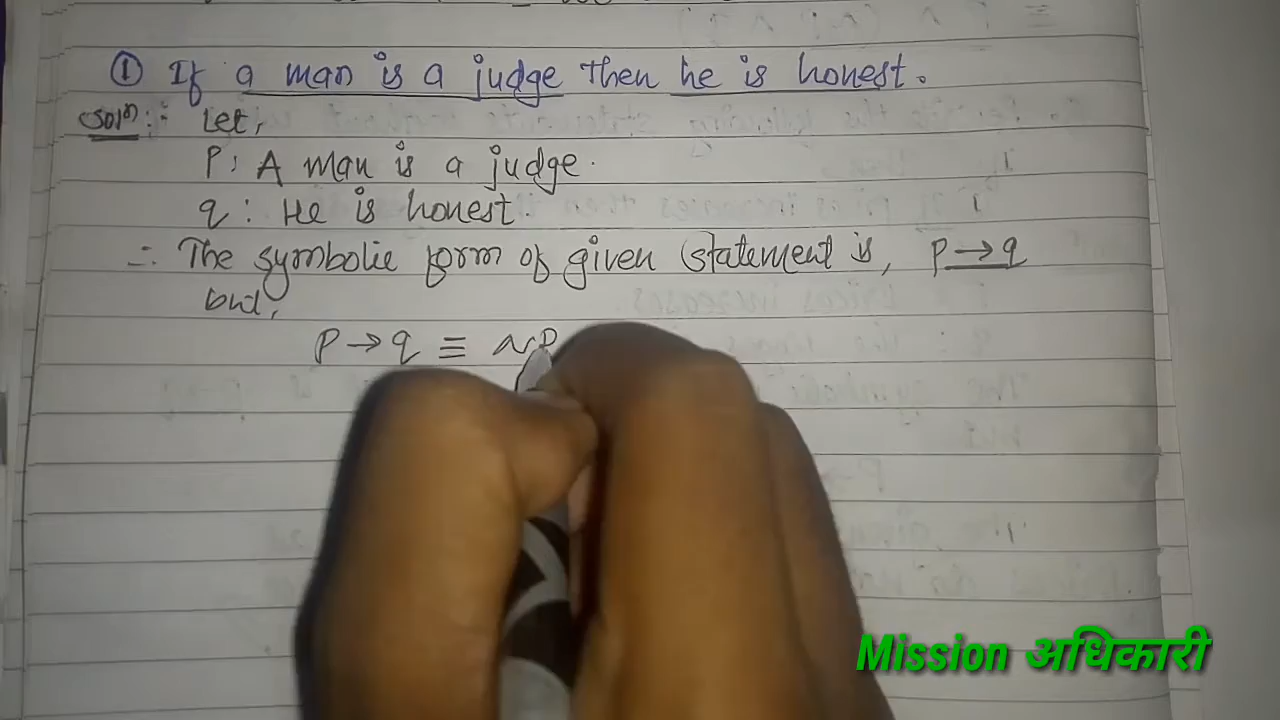 ① If a man is a judge then he is honest.
Solⁿ:- Let,
P: A man is a judge.
q: He is honest.
∴ The symbolic form of given statement is, P → q
but,
P → q ≡ ~P
Mission अधिकारी